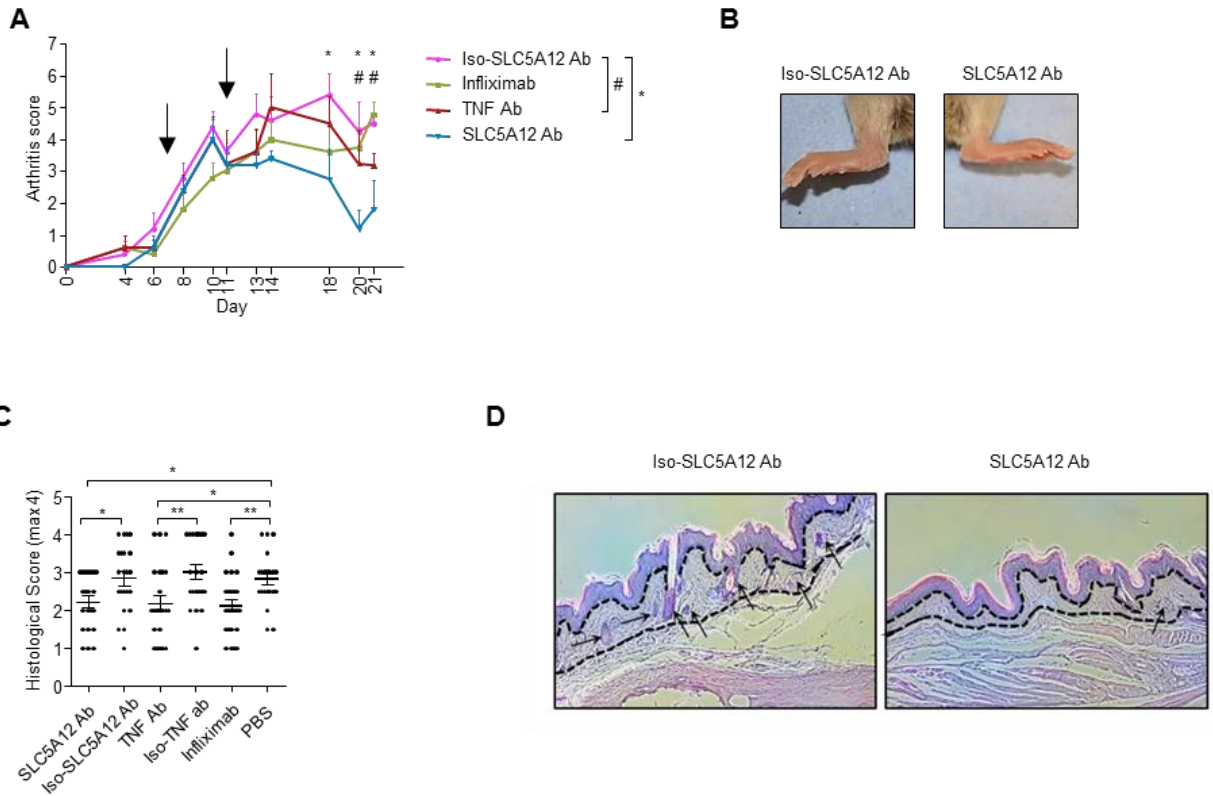 A
7
6
5
4
3
2
1
0
Arthritis score
0
4
6
8
10
11
13
14
18
20
21
Day
*
* *
# #
Iso-SLC5A12 Ab
Infliximab
TNF Ab
SLC5A12 Ab
#
*
B
Iso-SLC5A12 Ab
SLC5A12 Ab
C
Histological Score (max 4)
5
4
3
2
1
0
*
*
*
**
**
SLC5A12 Ab
Iso-SLC5A12 Ab
TNF Ab
Iso-TNF ab
Infliximab
PBS
D
Iso-SLC5A12 Ab
SLC5A12 Ab